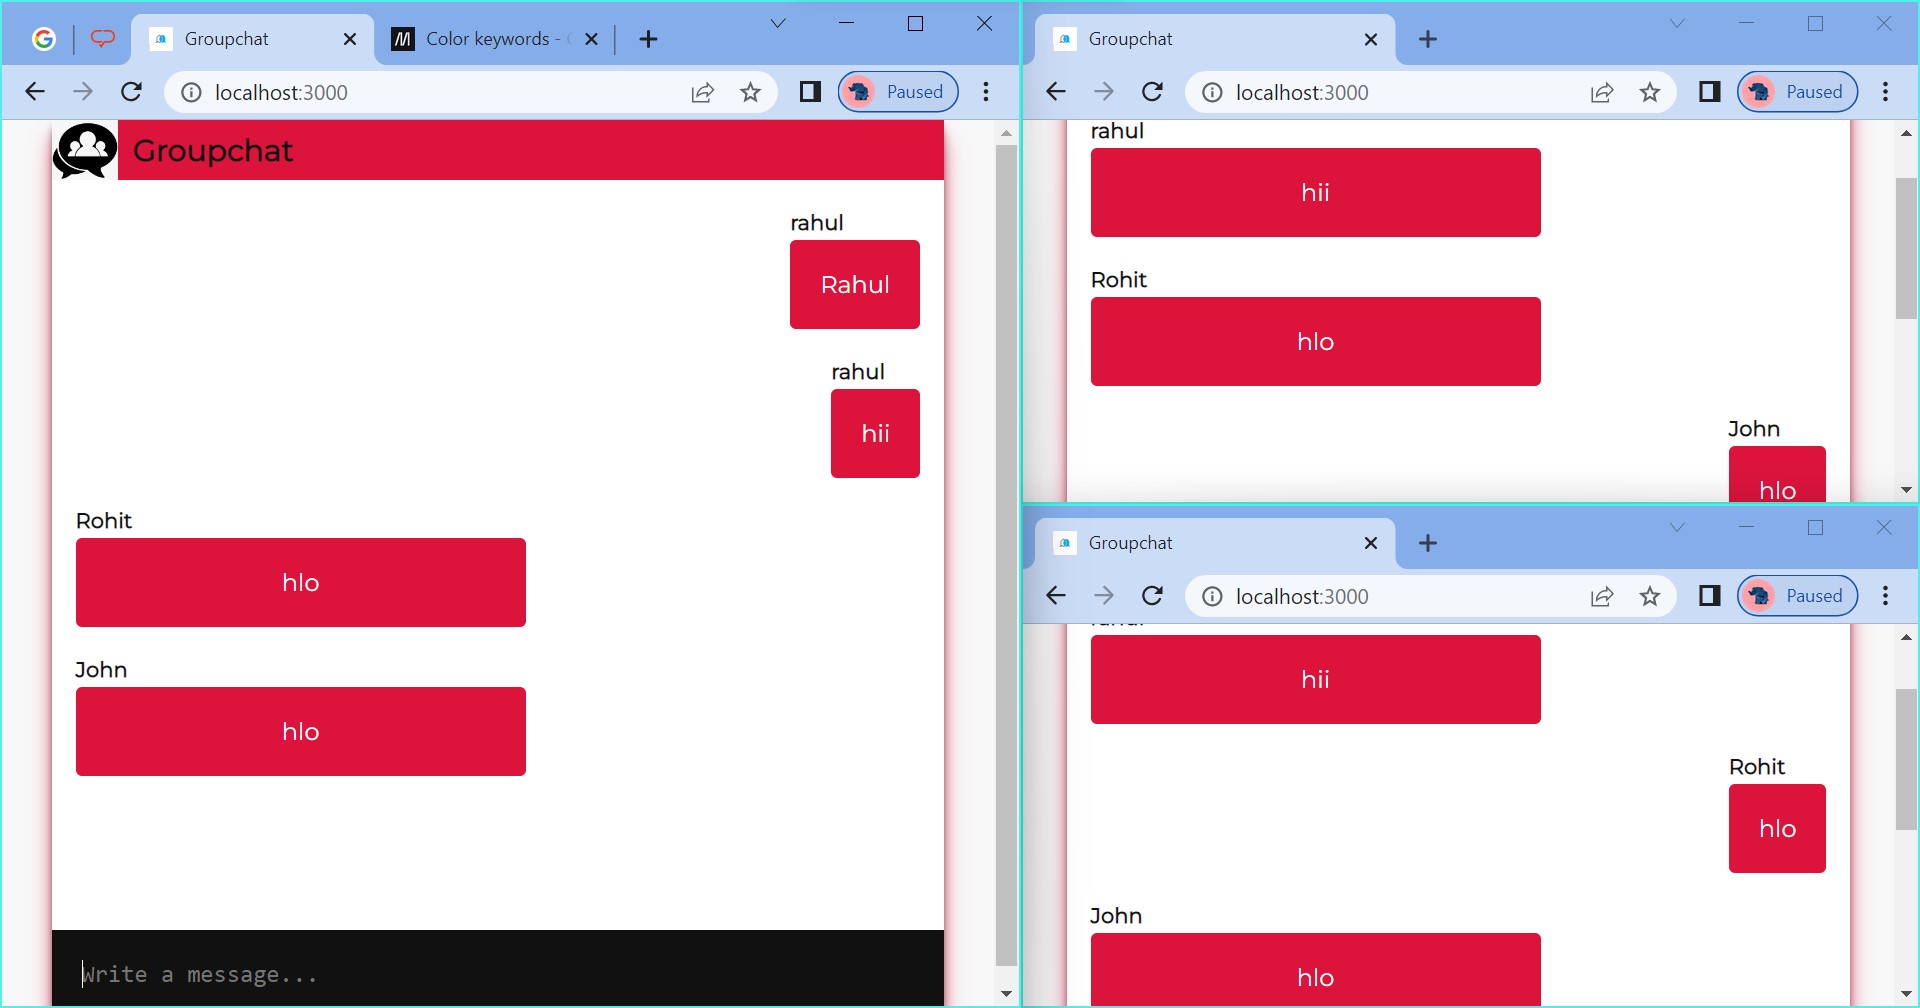 Groupchat
Color keywords -
localhost:3000
Paused
Groupchat
rahul
Rahul
rahul
hii
Rohit
hlo
John
hlo
Write a message...
Groupchat
localhost:3000
Paused
rahul
hii
Rohit
hlo
John
hlo
Groupchat
localhost:3000
Paused
hii
Rohit
hlo
John
hlo